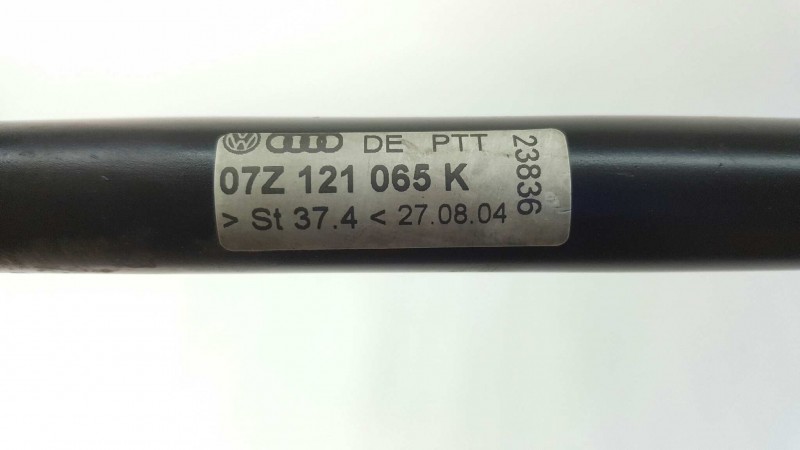 DE PTT
07Z 121 065 K
> St 37.4 < 27.08.04
23836